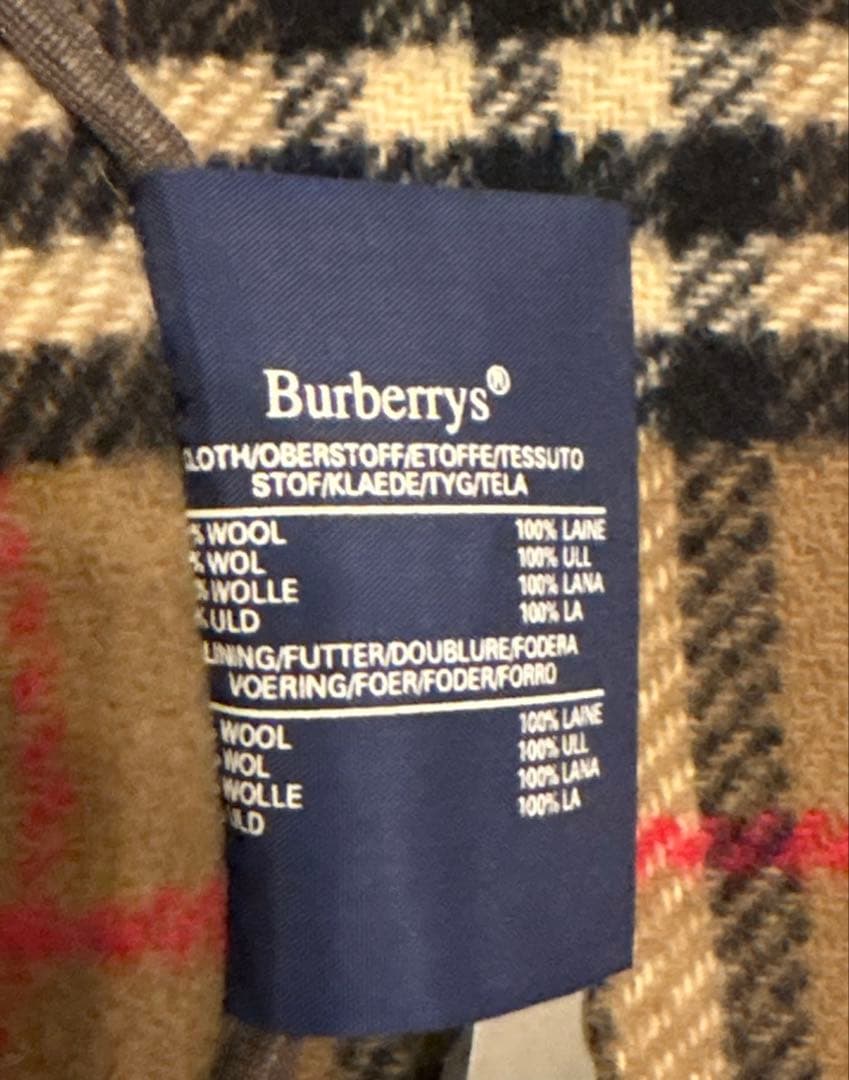 Burberrys®
CLOTH/OBERSTOFF/ETOFFE/TESSUTO
STOF/KLAEDE/TYG/TELA
% WOOL 100% LAINE
% WOL 100% ULL
% WOLLE 100% LANA
% ULD 100% LA
LINING/FUTTER/DOUBLURE/FODERA
VOERING/FOER/FODER/FORRO
WOOL 100% LAINE
WOL 100% ULL
WOLLE 100% LANA
ULD 100% LA